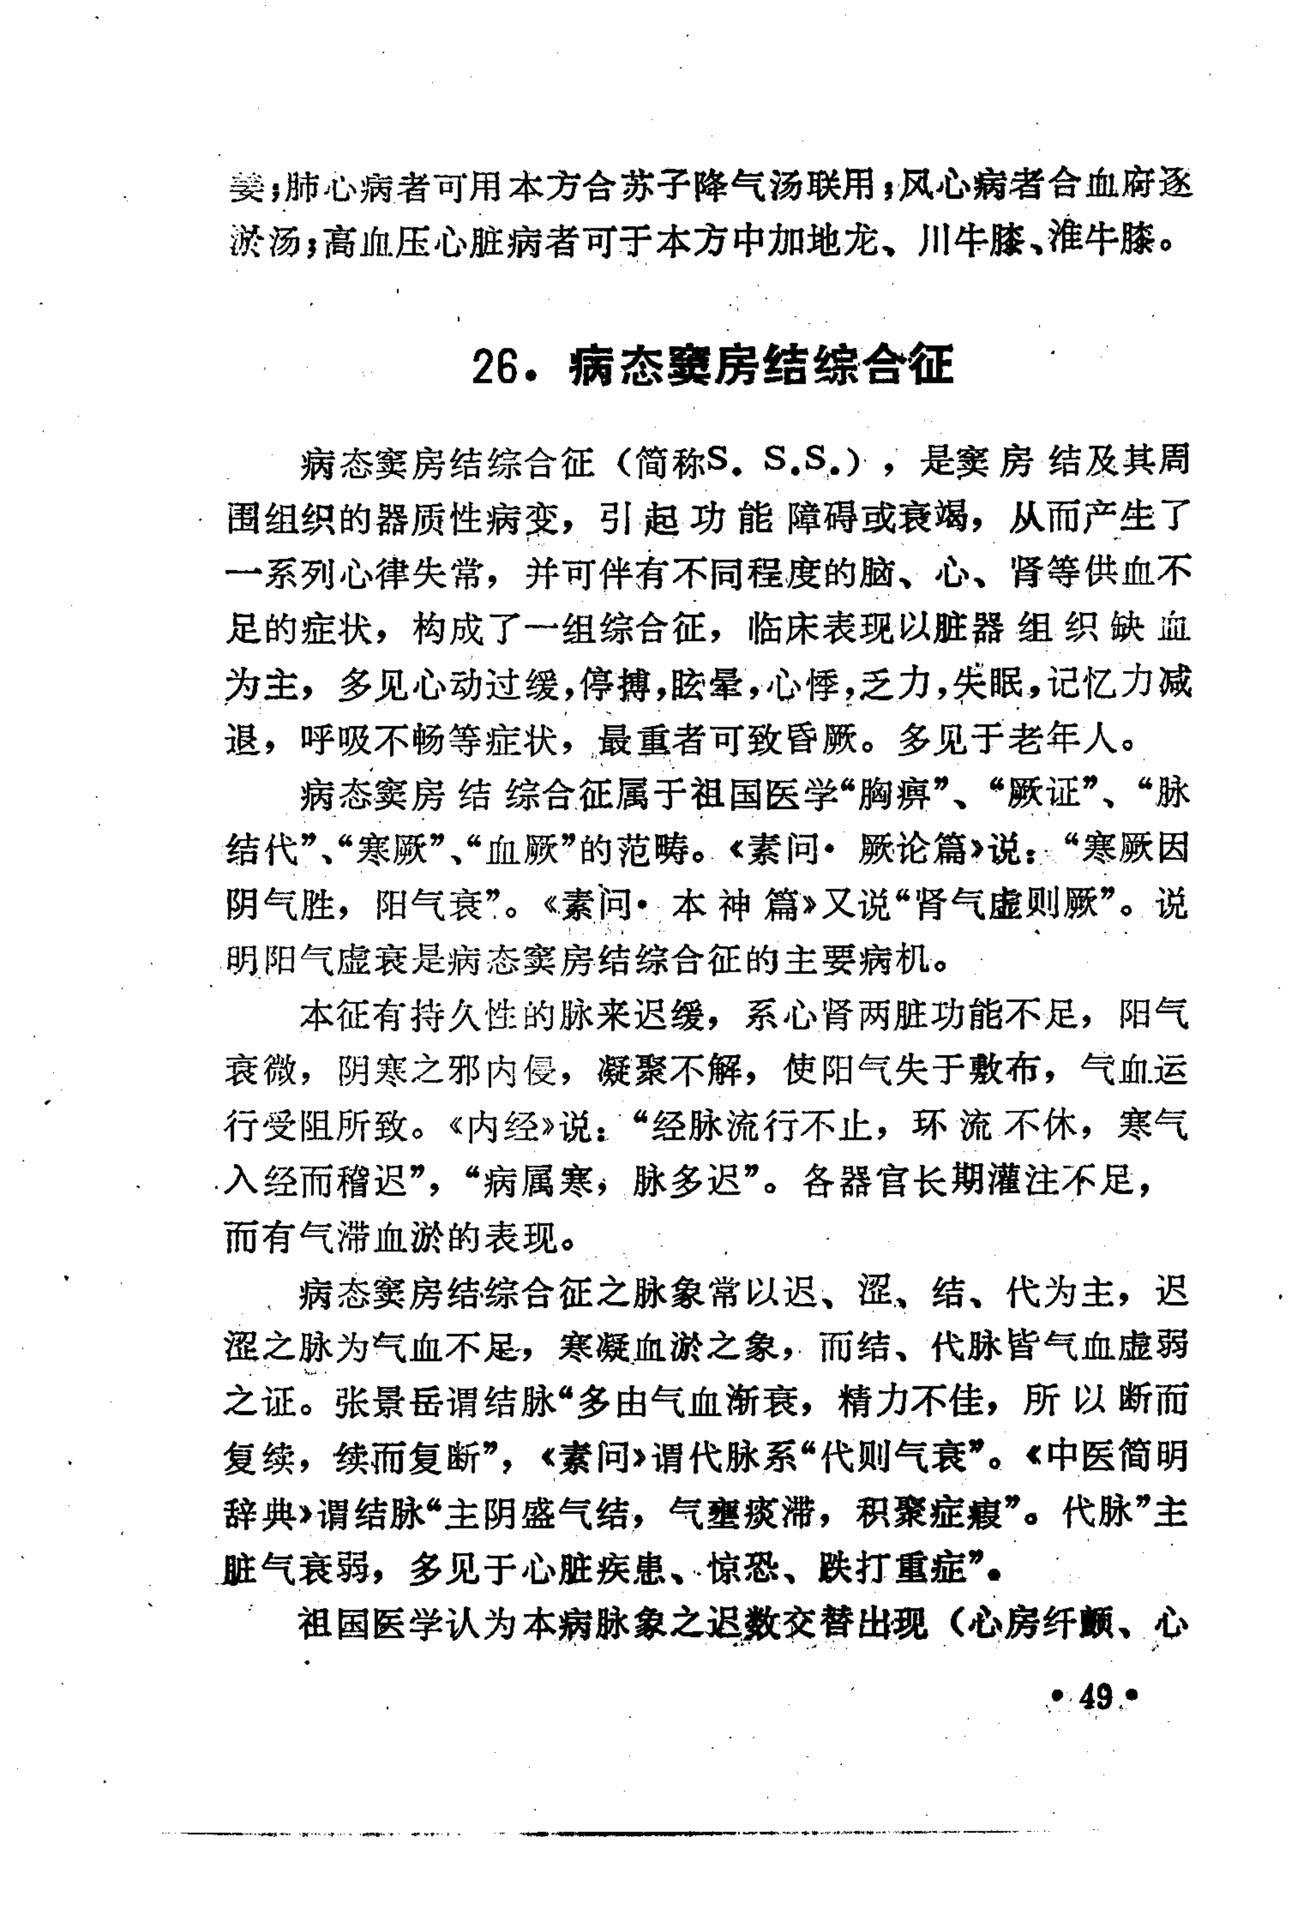 姜；肺心病者可用本方合苏子降气汤联用；风心病者合血府逐
淤汤；高血压心脏病者可于本方中加地龙、川牛膝、淮牛膝。
26．病态窦房结综合征
病态窦房结综合征（简称S．S.S.），是窦房结及其周
围组织的器质性病变，引起功能障碍或衰竭，从而产生了
一系列心律失常，并可伴有不同程度的脑、心、肾等供血不
足的症状，构成了一组综合征，临床表现以脏器组织缺血
为主，多见心动过缓，停搏，眩晕，心悸，乏力，失眠，记忆力减
退，呼吸不畅等症状，最重者可致昏厥。多见于老年人。
病态窦房结综合征属于祖国医学“胸痹”、“厥证”、“脉
结代”、“寒厥”、“血厥”的范畴。《素问·厥论篇》说：“寒厥因
阴气胜，阳气衰”。《素问·本神篇》又说“肾气虚则厥”。说
明阳气虚衰是病态窦房结综合征的主要病机。
本征有持久性的脉来迟缓，系心肾两脏功能不足，阳气
衰微，阴寒之邪内侵，凝聚不解，使阳气失于敷布，气血运
行受阻所致。《内经》说：“经脉流行不止，环流不休，寒气
入经而稽迟”，“病属寒，脉多迟”。各器官长期灌注不足，
而有气滞血淤的表现。
病态窦房结综合征之脉象常以迟、涩、结、代为主，迟
涩之脉为气血不足，寒凝血淤之象，而结、代脉皆气血虚弱
之证。张景岳谓结脉“多由气血渐衰，精力不佳，所以断而
复续，续而复断”，《素问》谓代脉系“代则气衰”。《中医简明
辞典》谓结脉“主阴盛气结，气壅痰滞，积聚症瘕”。代脉”主
脏气衰弱，多见于心脏疾患、惊恐、跌打重症”。
祖国医学认为本病脉象之迟数交替出现（心房纤颤、心
·49·